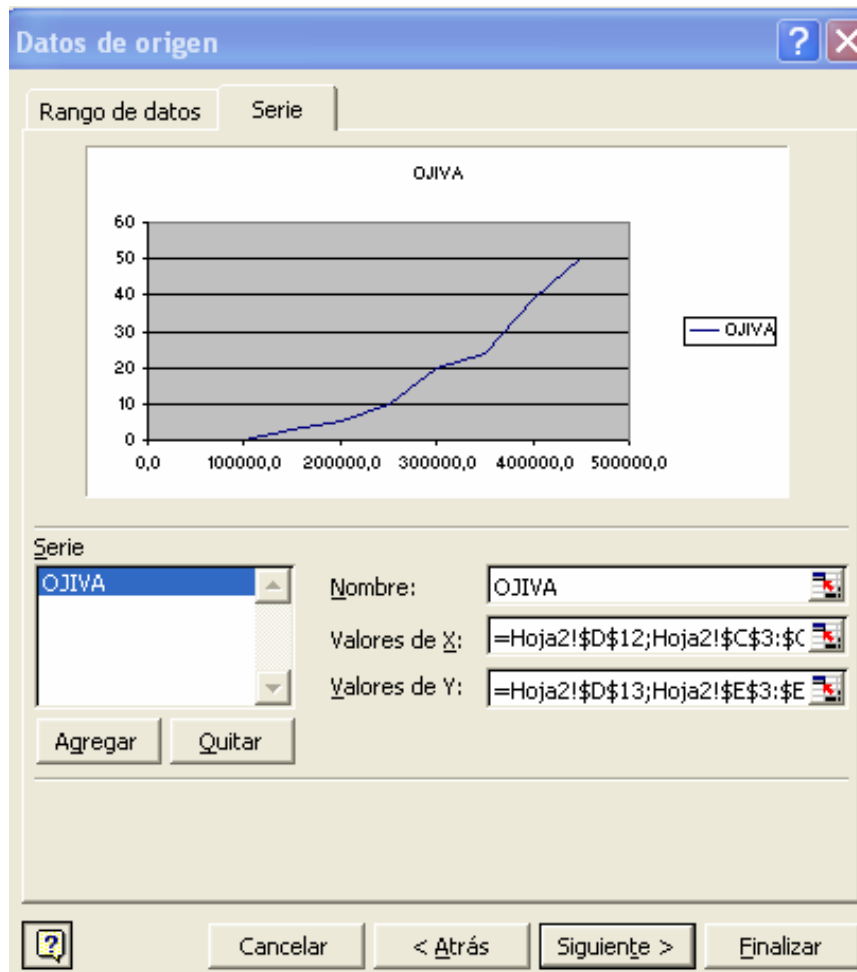 Datos de origen
Rango de datos Serie
OJIVA
60
50
40
30
20
10
0
0,0 100000,0 200000,0 300000,0 400000,0 500000,0
OJIVA
Serie
OJIVA
Nombre: OJIVA
Valores de X: =Hoja2!$D$12;Hoja2!$C$3:$C
Valores de Y: =Hoja2!$D$13;Hoja2!$E$3:$E
Agregar Quitar
Cancelar < Atrás Siguiente > Finalizar